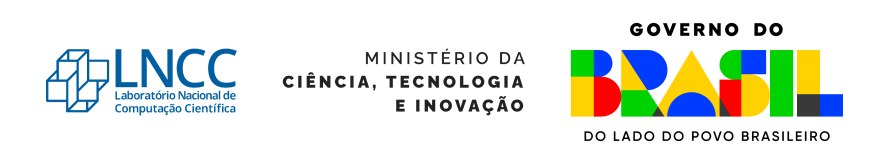 LNCC
Laboratório Nacional de
Computação Científica
MINISTÉRIO DA
CIÊNCIA, TECNOLOGIA
E INOVAÇÃO
GOVERNO DO
BRASIL
DO LADO DO POVO BRASILEIRO